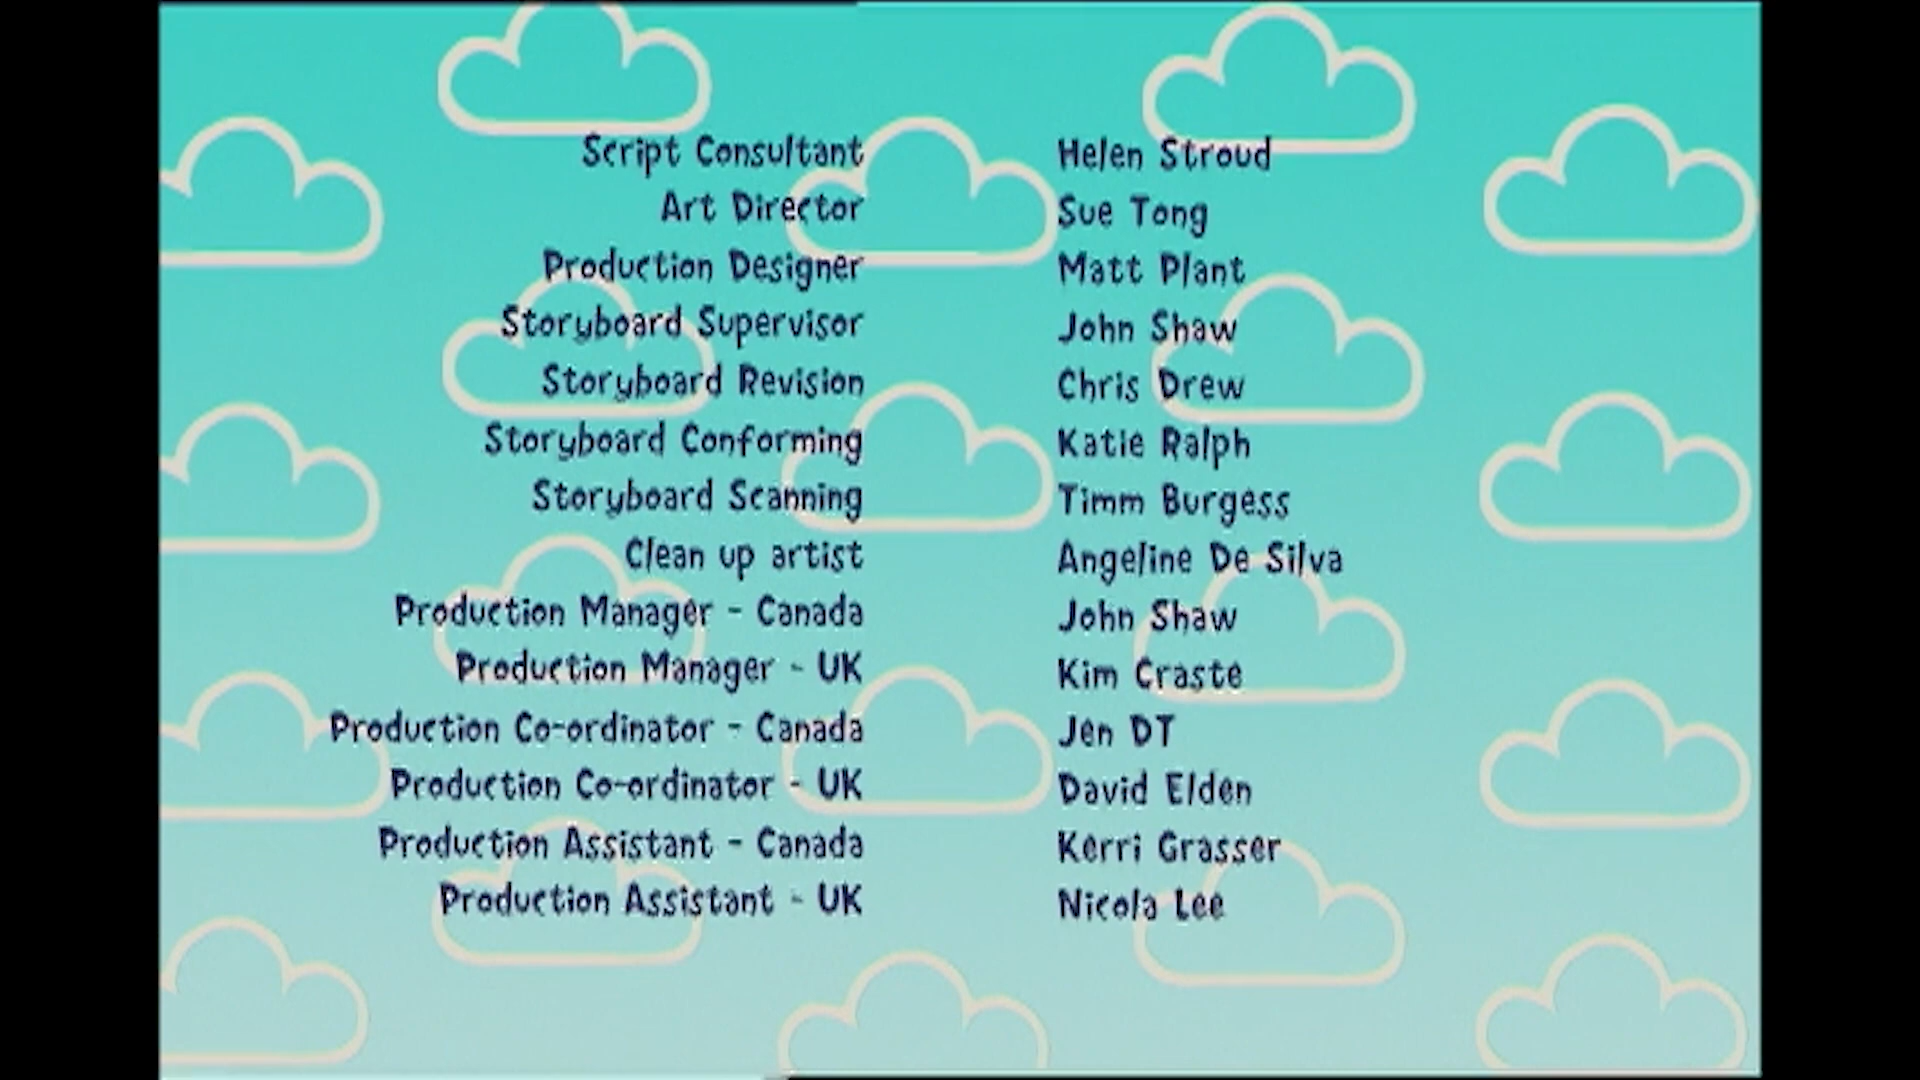 Script Consultant Helen Stroud
Art Director Sue Tong
Production Designer Matt Plant
Storyboard Supervisor John Shaw
Storyboard Revision Chris Drew
Storyboard Conforming Katie Ralph
Storyboard Scanning Timm Burgess
Clean up artist Angeline De Silva
Production Manager - Canada John Shaw
Production Manager - UK Kim Craste
Production Co-ordinator - Canada Jen DT
Production Co-ordinator - UK David Elden
Production Assistant - Canada Kerri Grasser
Production Assistant - UK Nicola Lee